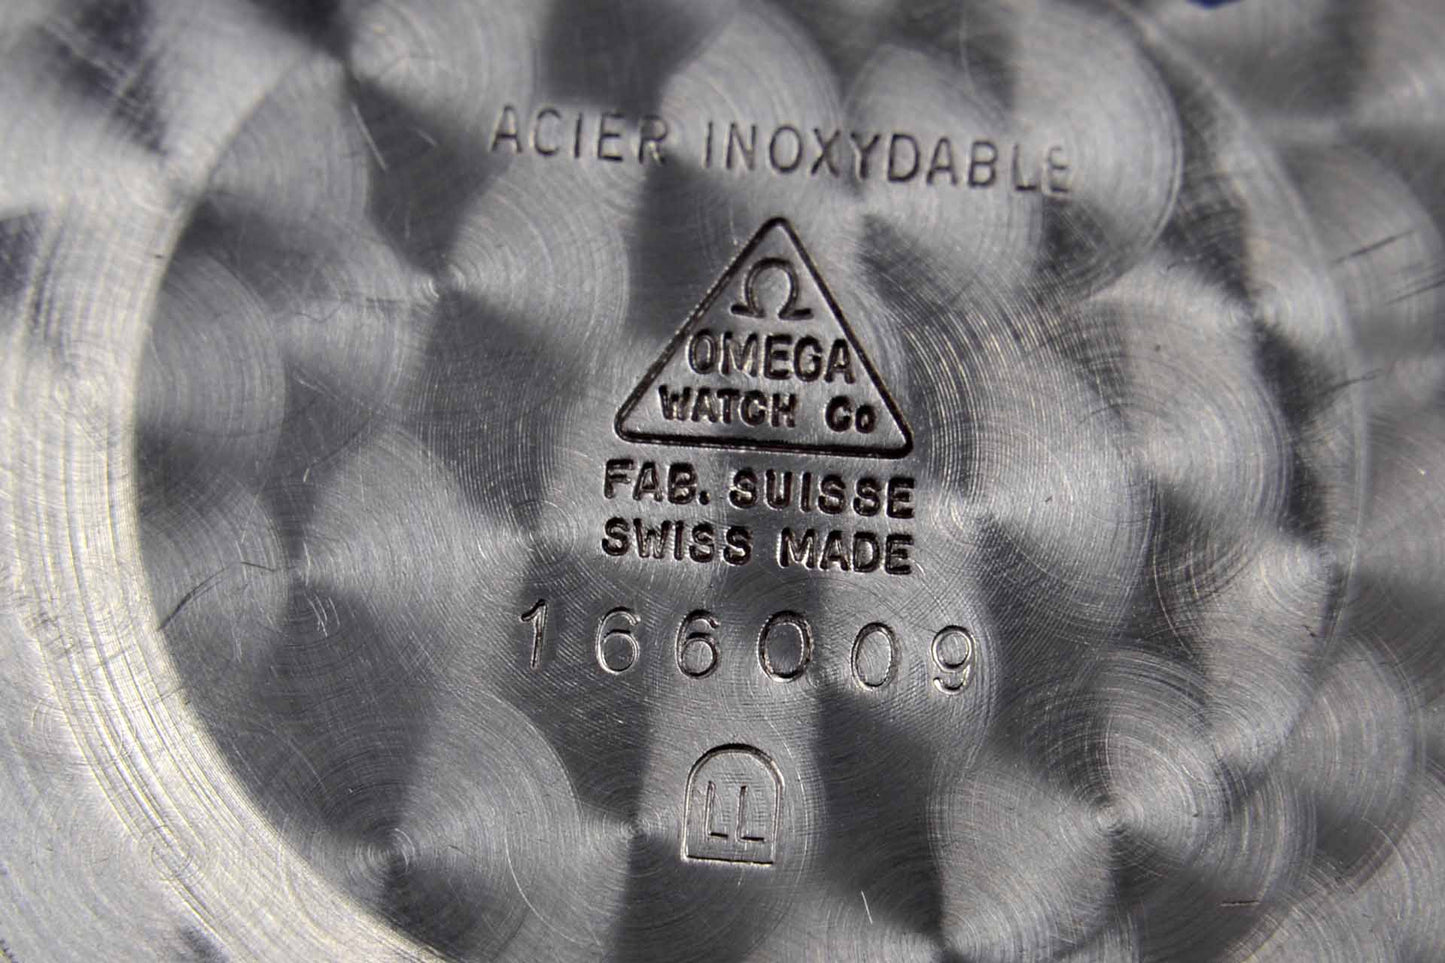 ACIER INOXYDABLE
Ω
OMEGA
WATCH Co
FAB. SUISSE
SWISS MADE
166009
LL